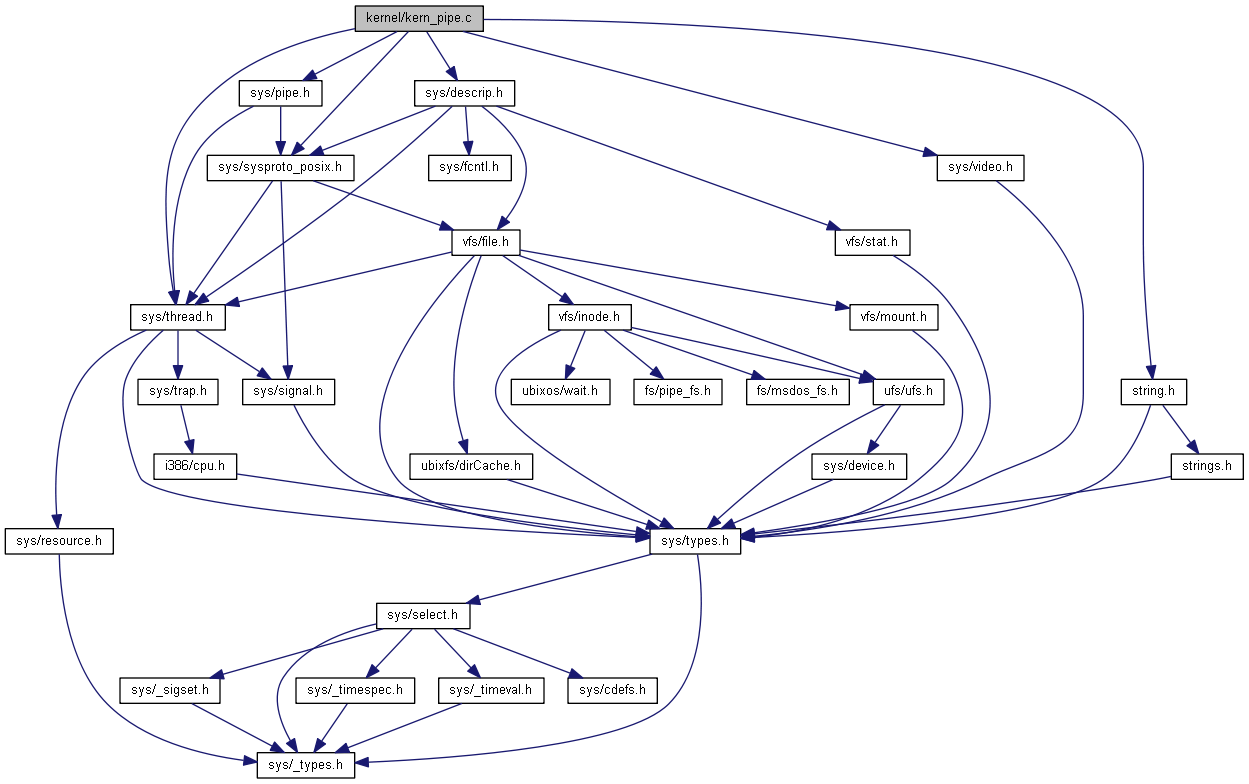 kernel/kern_pipe.c
sys/pipe.h
sys/descrip.h
sys/sysproto_posix.h
sys/fcntl.h
sys/video.h
vfs/file.h
vfs/stat.h
sys/thread.h
vfs/inode.h
vfs/mount.h
sys/trap.h
sys/signal.h
ubixos/wait.h
fs/pipe_fs.h
fs/msdos_fs.h
ufs/ufs.h
string.h
i386/cpu.h
ubixfs/dirCache.h
sys/device.h
strings.h
sys/resource.h
sys/types.h
sys/select.h
sys/_sigset.h
sys/_timespec.h
sys/_timeval.h
sys/cdefs.h
sys/_types.h